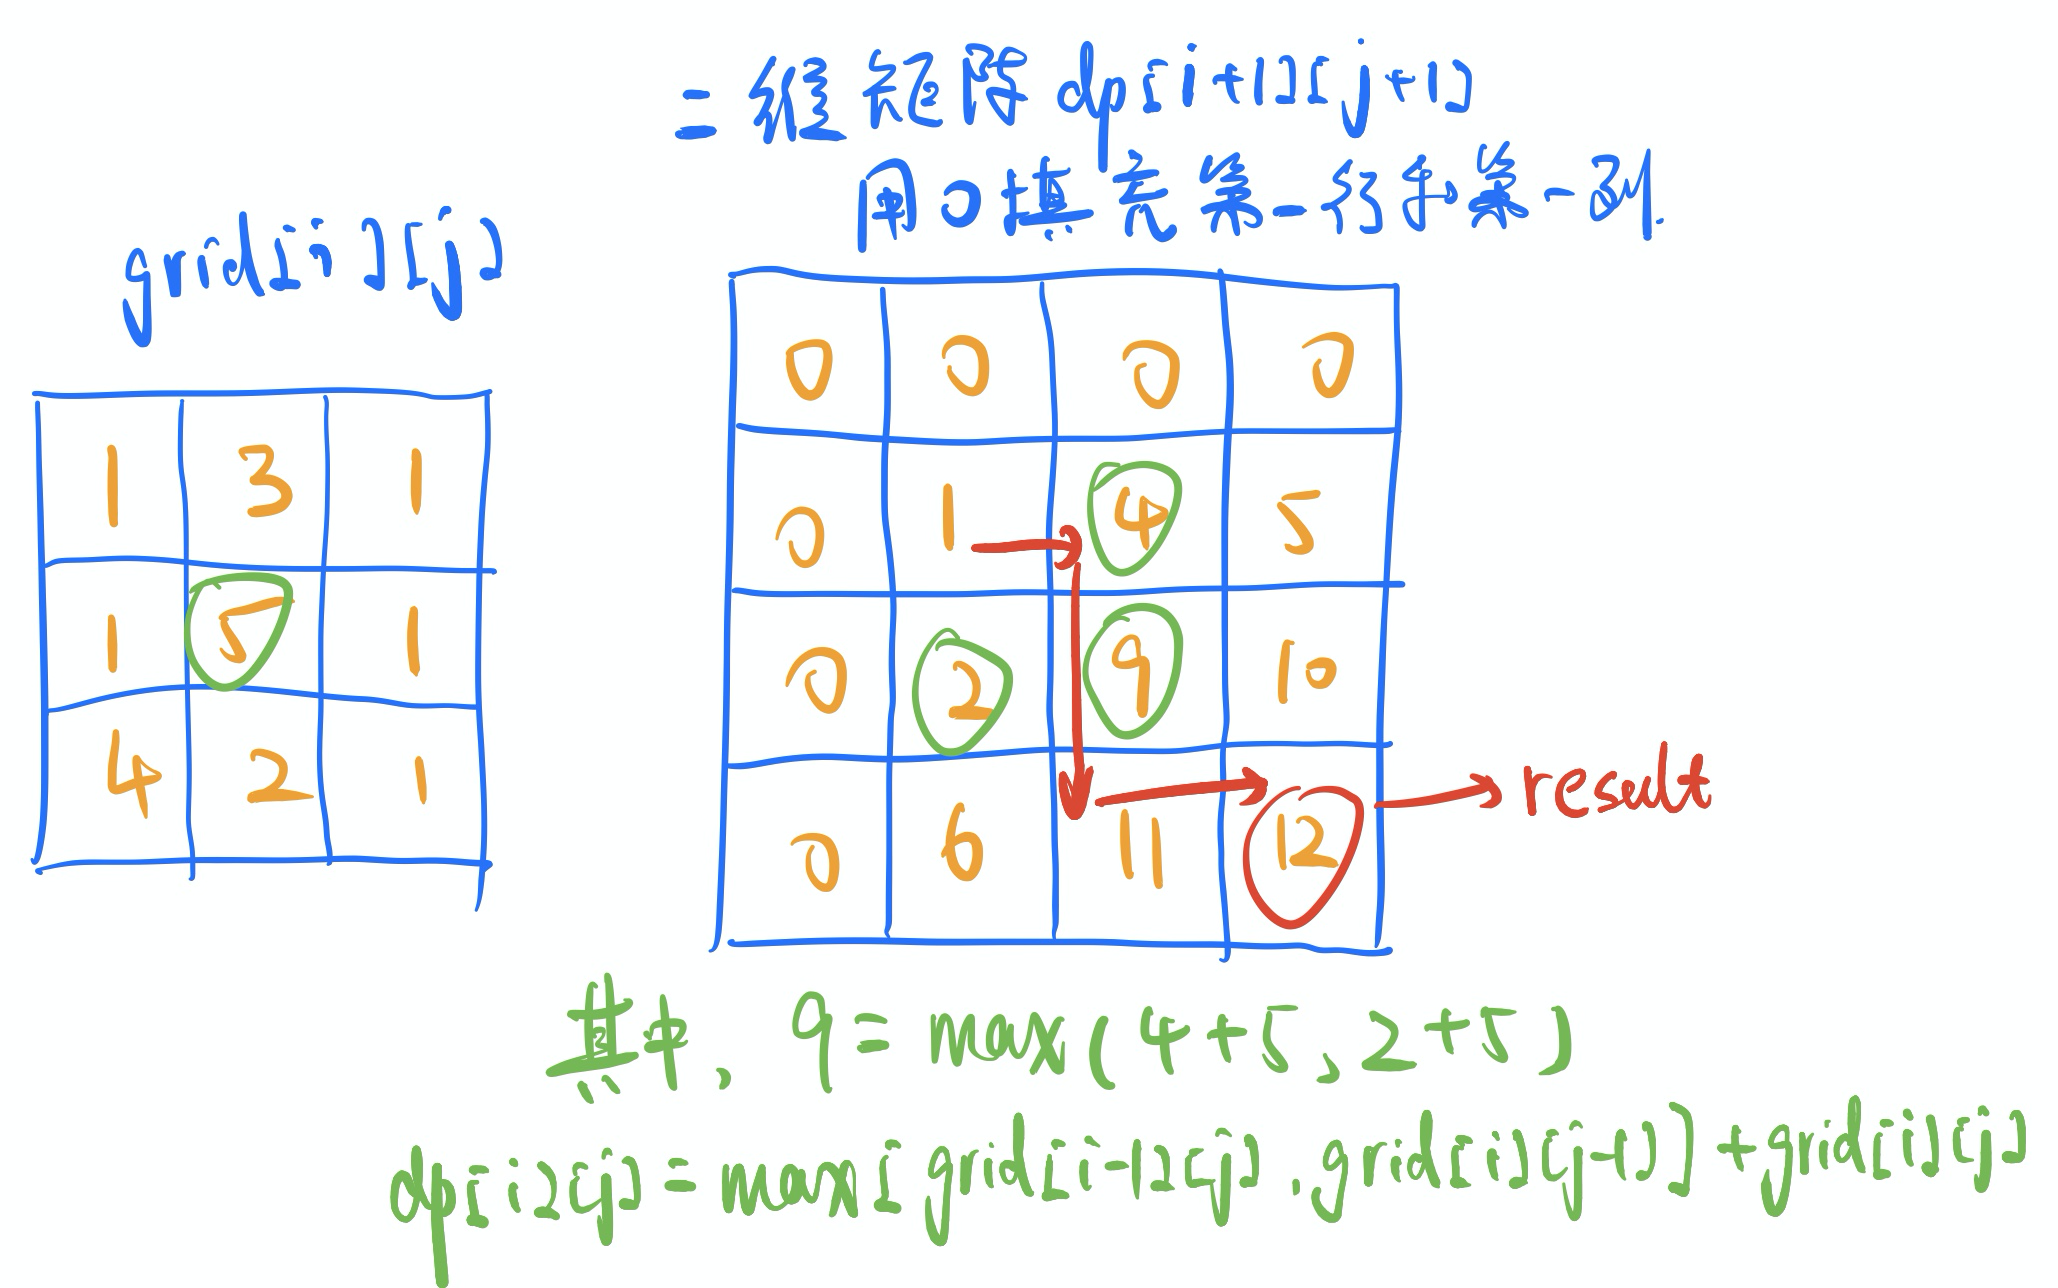 二维矩阵 dp[i+1][j+1]
用0填充第一行和第一列.
grid[i][j]
1 3 1
1 5 1
4 2 1
0 0 0 0
0 1 4 5
0 2 9 10
0 6 11 12
result
其中, 9 = max(4+5,2+5)
dp[i][j] = max[grid[i-1][j],grid[i][j-1]]+grid[i][j]